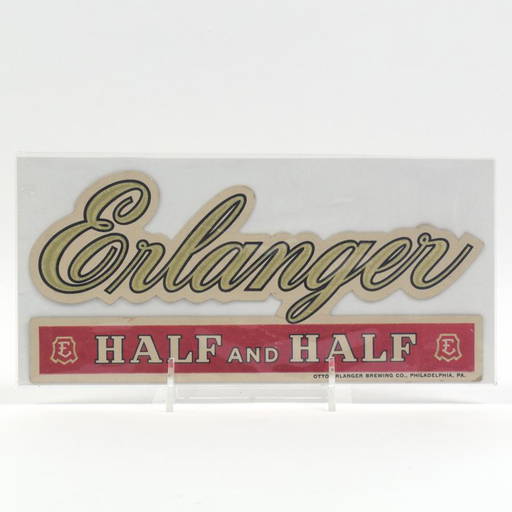 Erlanger
E HALF AND HALF E
OTTO ERLANGER BREWING CO., PHILADELPHIA, PA.